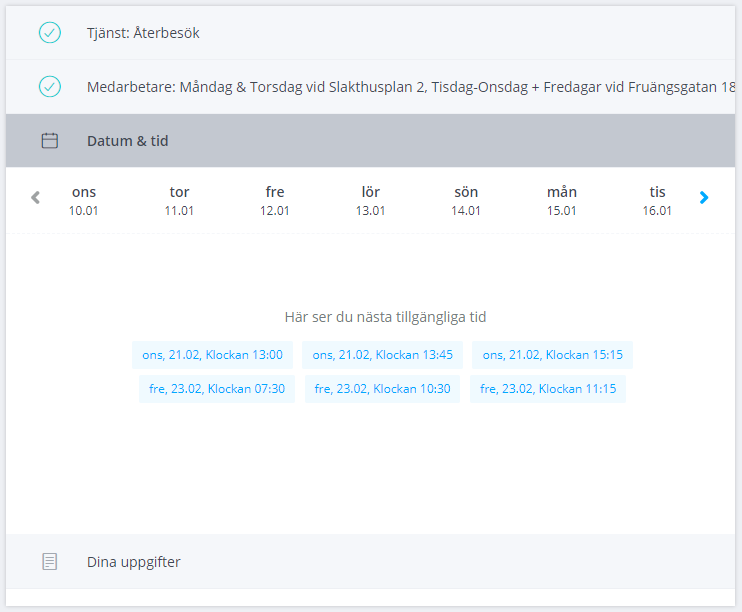 Tjänst: Återbesök
Medarbetare: Måndag & Torsdag vid Slakthusplan 2, Tisdag-Onsdag + Fredagar vid Fruängsgatan 18
Datum & tid
ons tor fre lör sön mån tis
10.01 11.01 12.01 13.01 14.01 15.01 16.01
Här ser du nästa tillgängliga tid
ons, 21.02, Klockan 13:00 ons, 21.02, Klockan 13:45 ons, 21.02, Klockan 15:15
fre, 23.02, Klockan 07:30 fre, 23.02, Klockan 10:30 fre, 23.02, Klockan 11:15
Dina uppgifter